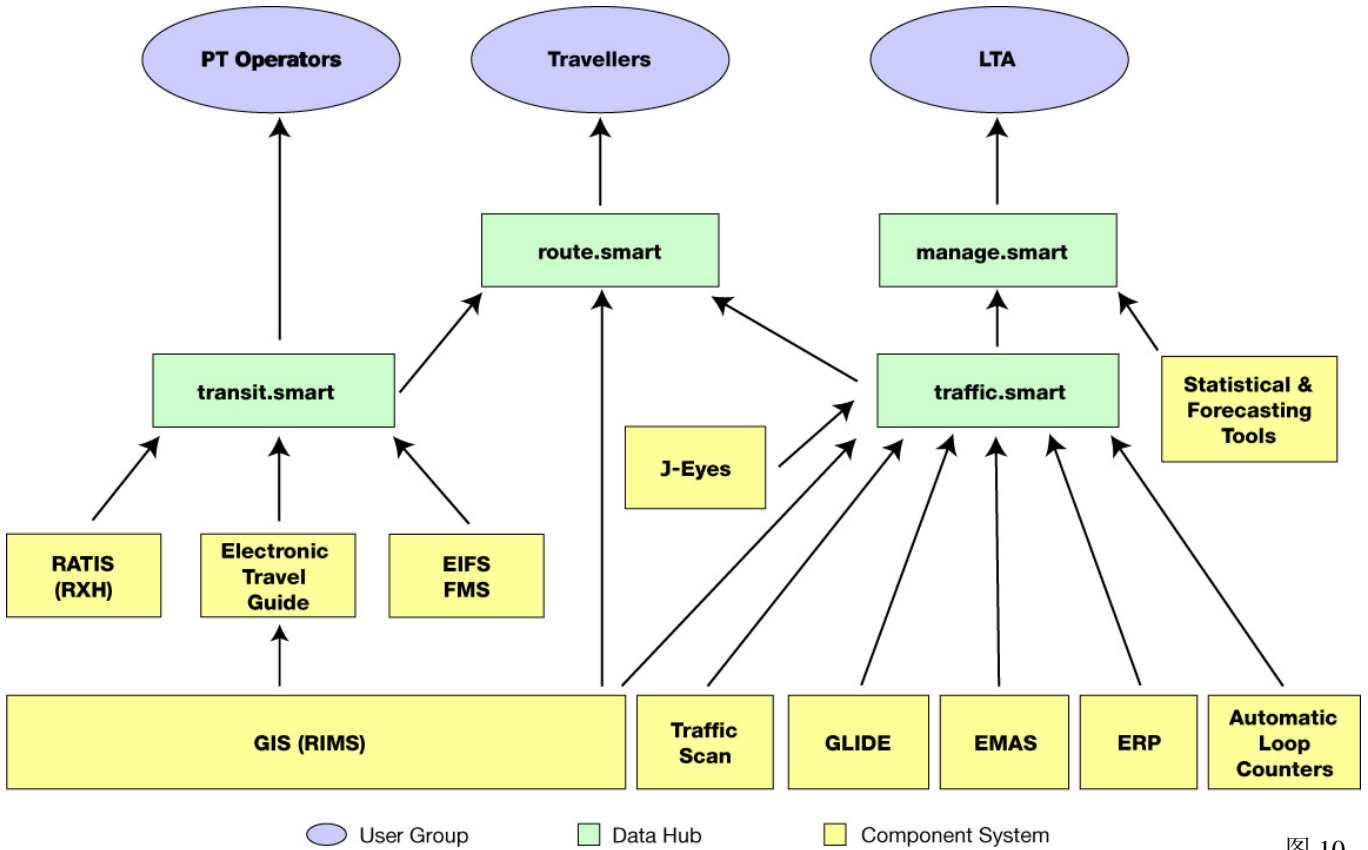 PT Operators
Travellers
LTA
route.smart
manage.smart
transit.smart
traffic.smart
Statistical &
Forecasting
Tools
J-Eyes
RATIS
(RXH)
Electronic
Travel
Guide
EIFS
FMS
GIS (RIMS)
Traffic
Scan
GLIDE
EMAS
ERP
Automatic
Loop
Counters
User Group
Data Hub
Component System
图 10